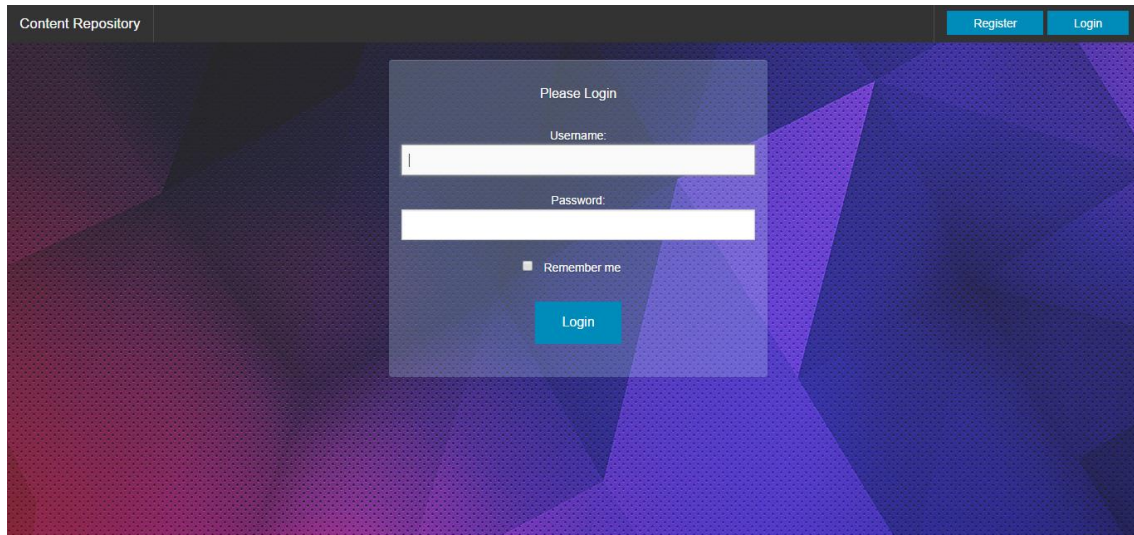 Content Repository
Register
Login
Please Login
Username:
Password:
Remember me
Login